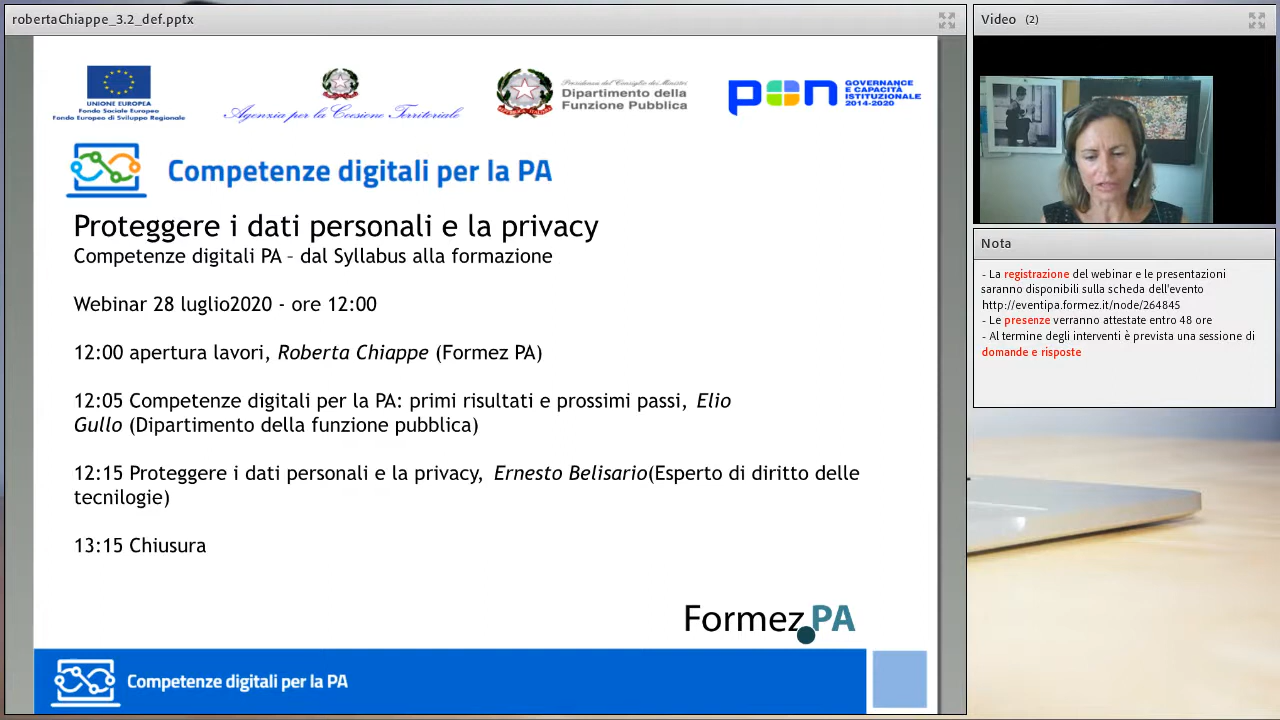 robertaChiappe_3.2_def.pptx
UNIONE EUROPEA
Fondo Sociale Europeo
Fondo Europeo di Sviluppo Regionale
Agenzia per la Coesione Territoriale
Presidenza del Consiglio dei Ministri
Dipartimento della
Funzione Pubblica
pon
GOVERNANCE
E CAPACITÀ
ISTITUZIONALE
2014-2020
Competenze digitali per la PA
Proteggere i dati personali e la privacy
Competenze digitali PA – dal Syllabus alla formazione
Webinar 28 luglio2020 - ore 12:00
12:00 apertura lavori, Roberta Chiappe (Formez PA)
12:05 Competenze digitali per la PA: primi risultati e prossimi passi, Elio
Gullo (Dipartimento della funzione pubblica)
12:15 Proteggere i dati personali e la privacy, Ernesto Belisario(Esperto di diritto delle
tecnilogie)
13:15 Chiusura
Formez PA
Competenze digitali per la PA
Video (2)
Nota
- La registrazione del webinar e le presentazioni
saranno disponibili sulla scheda dell'evento
http://eventipa.formez.it/node/264845
- Le presenze verranno attestate entro 48 ore
- Al termine degli interventi è prevista una sessione di
domande e risposte